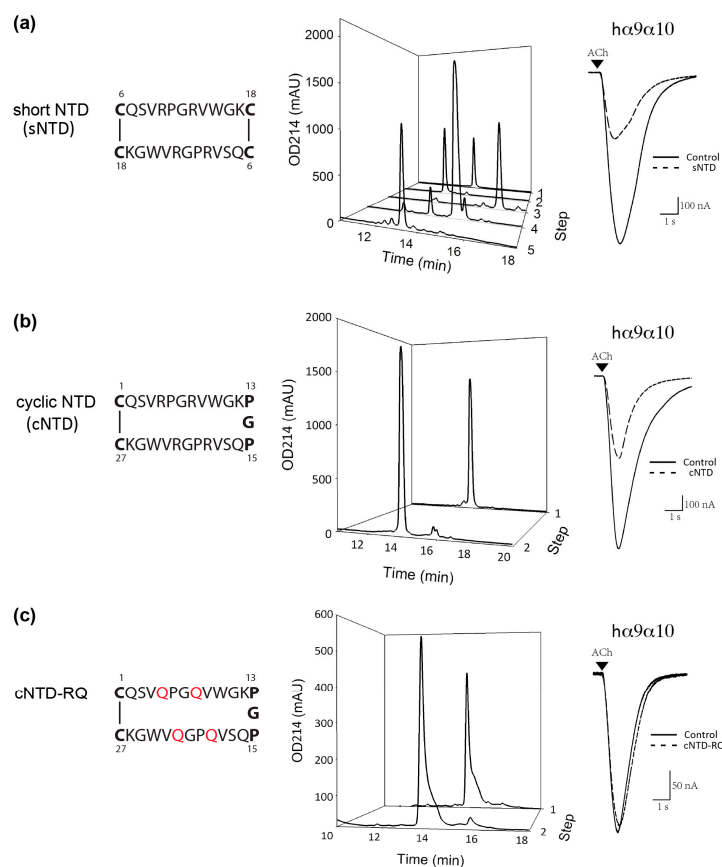 (a)
short NTD
(sNTD)
6 18
CQSVRPGRVWGKC
CKGWVRGPRVSQC
18 6
OD214 (mAU)
2000
1500
1000
500
0
12 14 16 18
Time (min)
1
2
3
4
5
Step
hα9α10
ACh
Control
sNTD
100 nA
1 s
(b)
cyclic NTD
(cNTD)
1 13
CQSVRPGRVWGKP
G
CKGWVRGPRVSQP
27 15
OD214 (mAU)
2000
1500
1000
500
0
12 14 16 18 20
Time (min)
1
2
Step
hα9α10
ACh
Control
cNTD
100 nA
1 s
(c)
cNTD-RQ
1 13
CQSVQPGQVWGKP
G
CKGWVQGPQVSQP
27 15
OD214 (mAU)
600
500
400
300
200
100
10 12 14 16 18
Time (min)
1
2
Step
hα9α10
ACh
Control
cNTD-RQ
50 nA
1 s